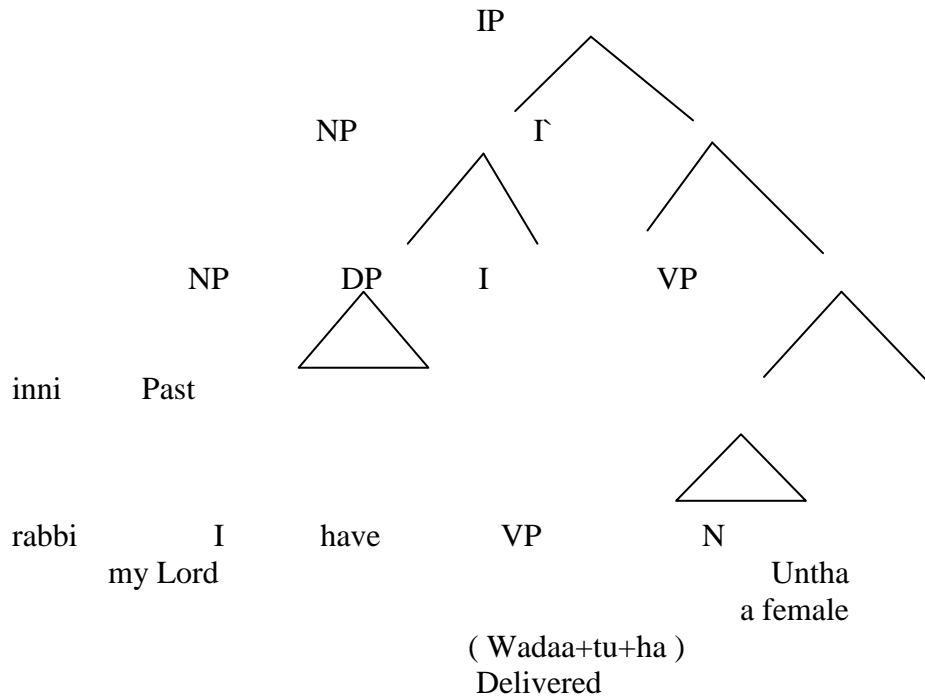 IP
NP I`
NP DP I VP
inni Past
rabbi I have VP N
my Lord Untha
a female
( Wadaa+tu+ha )
Delivered